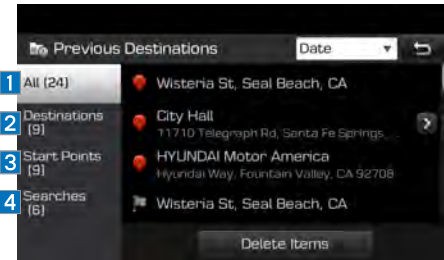 Previous Destinations
Date
1 All (24)
Wisteria St, Seal Beach, CA
2 Destinations
(9)
City Hall
11710 Telegraph Rd, Santa Fe Springs, ...
3 Start Points
(9)
HYUNDAI Motor America
Hyundai Way, Fountain Valley, CA 92708
4 Searches
(6)
Wisteria St, Seal Beach, CA
Delete Items